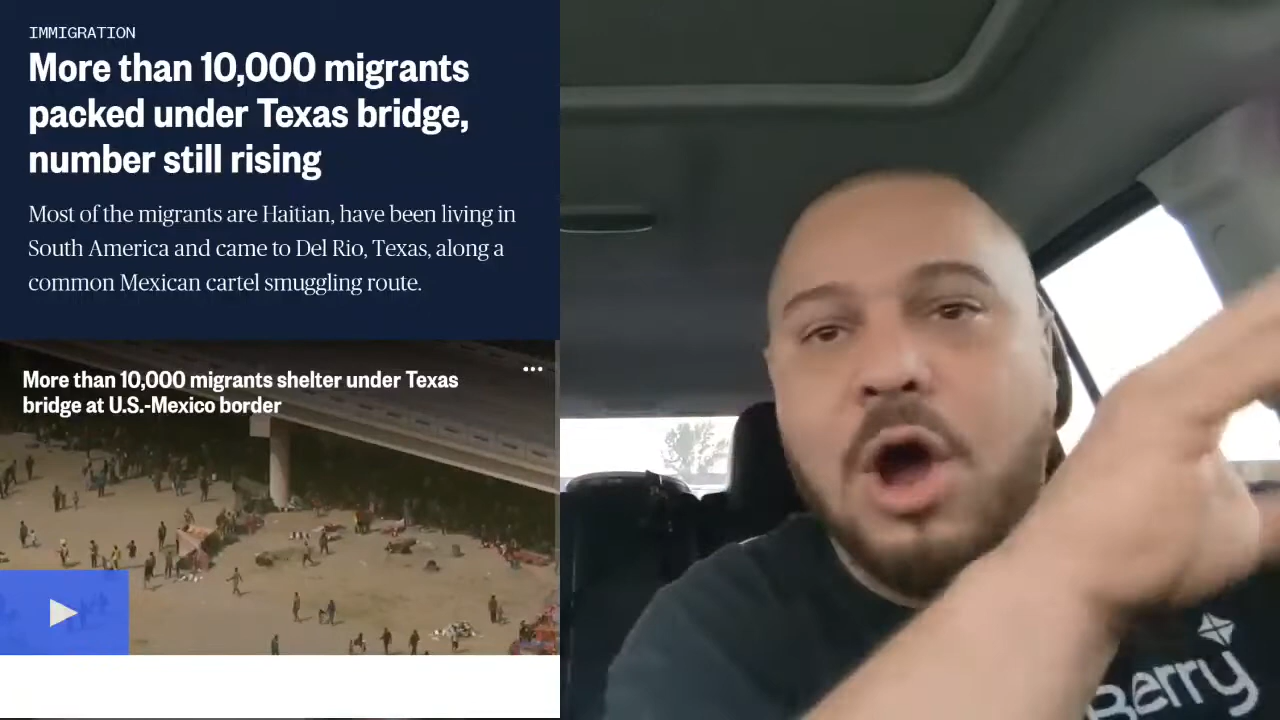 IMMIGRATION
More than 10,000 migrants
packed under Texas bridge,
number still rising
Most of the migrants are Haitian, have been living in
South America and came to Del Rio, Texas, along a
common Mexican cartel smuggling route.
More than 10,000 migrants shelter under Texas
bridge at U.S.-Mexico border
Berry